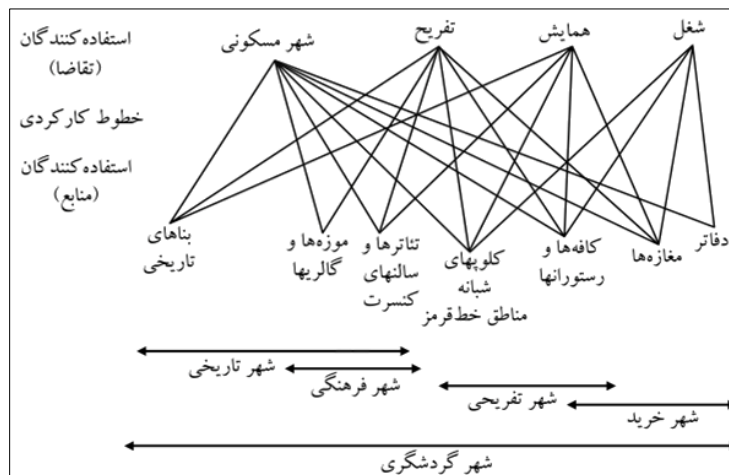 استفاده‌کنندگان
(تقاضا)
شهر مسکونی
تفریح
همایش
شغل
خطوط کارکردی
استفاده‌کنندگان
(منابع)
بناهای
تاریخی
موزه‌ها و
گالریها
تئاترها و
سالنهای
کنسرت
کلوپهای
شبانه
مناطق خط‌قرمز
کافه‌ها و
رستورانها
مغازه‌ها
دفاتر
شهر تاریخی
شهر فرهنگی
شهر تفریحی
شهر خرید
شهر گردشگری